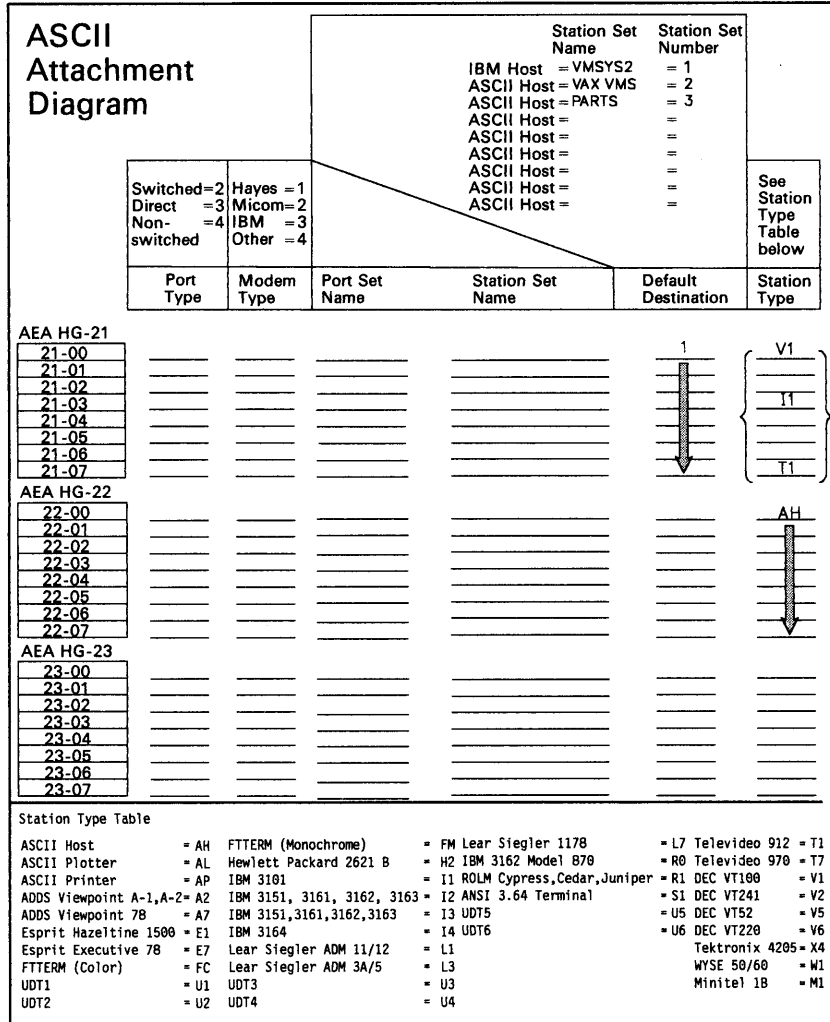 ASCII
Attachment
Diagram
Station Set Name Station Set Number
IBM Host = VMSYS2 = 1
ASCII Host = VAX VMS = 2
ASCII Host = PARTS = 3
ASCII Host = =
ASCII Host = =
ASCII Host = =
ASCII Host = =
ASCII Host = =
ASCII Host = =
Switched=2
Direct =3
Non- =4
switched
Hayes =1
Micom=2
IBM =3
Other =4
See
Station
Type
Table
below
Port Type Modem Type Port Set Name Station Set Name Default Destination Station Type
AEA HG-21
21-00 1 V1
21-01
21-02
21-03 I1
21-04
21-05
21-06
21-07 T1
AEA HG-22
22-00 AH
22-01
22-02
22-03
22-04
22-05
22-06
22-07
AEA HG-23
23-00
23-01
23-02
23-03
23-04
23-05
23-06
23-07
Station Type Table
ASCII Host = AH FTTERM (Monochrome) = FM Lear Siegler 1178 = L7 Televideo 912 = T1
ASCII Plotter = AL Hewlett Packard 2621 B = H2 IBM 3162 Model 870 = R0 Televideo 970 = T7
ASCII Printer = AP IBM 3101 = I1 ROLM Cypress,Cedar,Juniper = R1 DEC VT100 = V1
ADDS Viewpoint A-1,A-2= A2 IBM 3151, 3161, 3162, 3163 = I2 ANSI 3.64 Terminal = S1 DEC VT241 = V2
ADDS Viewpoint 78 = A7 IBM 3151,3161,3162,3163 = I3 UDT5 = U5 DEC VT52 = V5
Esprit Hazeltine 1500 = E1 IBM 3164 = I4 UDT6 = U6 DEC VT220 = V6
Esprit Executive 78 = E7 Lear Siegler ADM 11/12 = L1 Tektronix 4205= X4
FTTERM (Color) = FC Lear Siegler ADM 3A/5 = L3 WYSE 50/60 = W1
UDT1 = U1 UDT3 = U3 Minitel 1B = M1
UDT2 = U2 UDT4 = U4